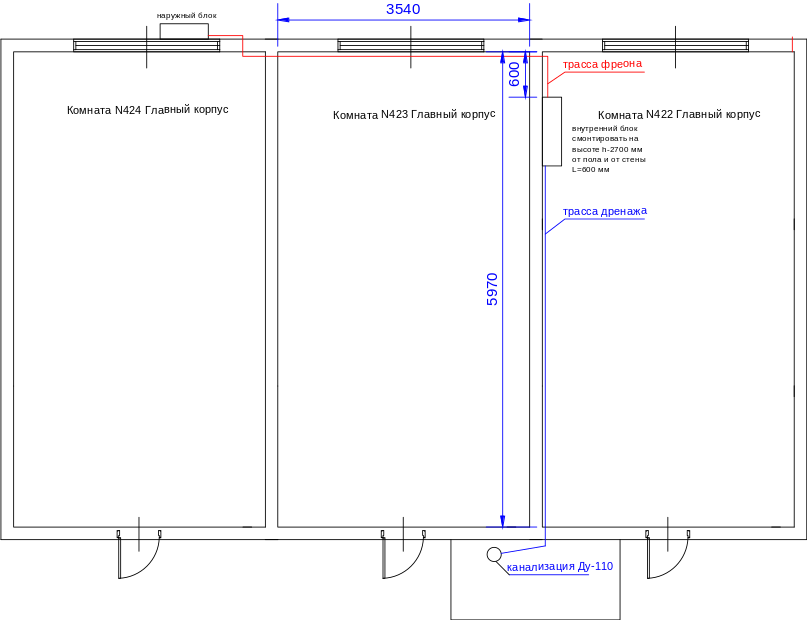 наружный блок
3540
600
трасса фреона
Комната N424 Главный корпус
Комната N423 Главный корпус
Комната N422 Главный корпус
внутренний блок
смонтировать на
высоте h-2700 мм
от пола и от стены
L=600 мм
трасса дренажа
5970
канализация Ду-110